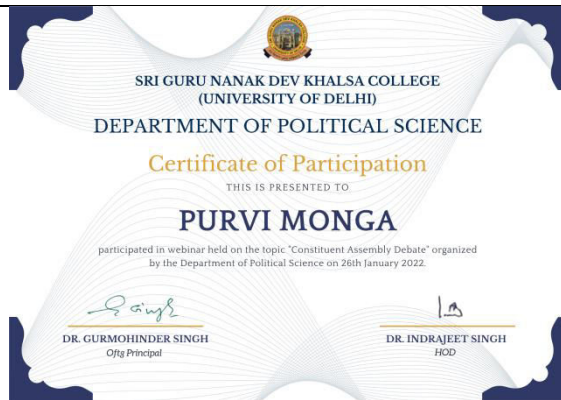 SRI GURU NANAK DEV KHALSA COLLEGE
(UNIVERSITY OF DELHI)
DEPARTMENT OF POLITICAL SCIENCE
Certificate of Participation
THIS IS PRESENTED TO
PURVI MONGA
participated in webinar held on the topic "Constituent Assembly Debate" organized
by the Department of Political Science on 26th January 2022.
DR. GURMOHINDER SINGH
Oftg Principal
DR. INDRAJEET SINGH
HOD